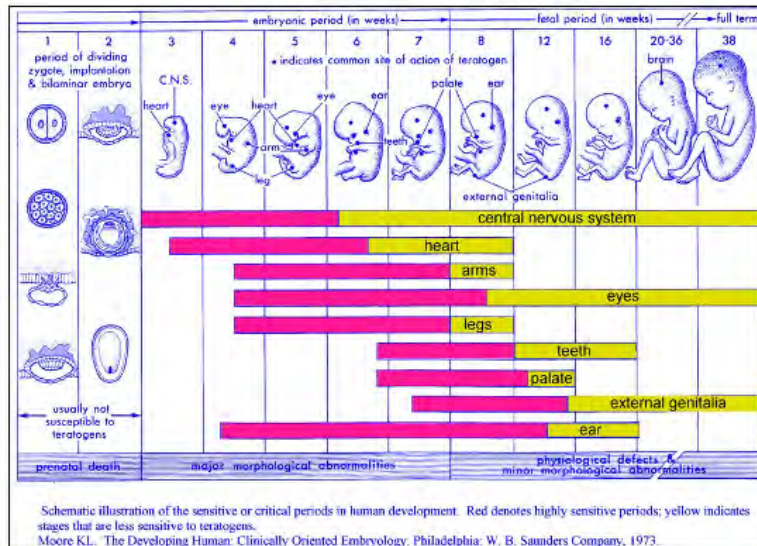 embryonic period (in weeks)
fetal period (in weeks)
full term
1
2
3
4
5
6
7
8
12
16
20-36
38
period of dividing
zygote, implantation
& bilaminar embryo
• indicates common site of action of teratogen
C.N.S.
heart
eye
heart
eye
arm
leg
ear
teeth
palate
ear
brain
external genitalia
central nervous system
heart
arms
eyes
legs
teeth
palate
external genitalia
ear
usually not
susceptible to
teratogens
prenatal death
major morphological abnormalities
physiological defects &
minor morphological abnormalities
Schematic illustration of the sensitive or critical periods in human development. Red denotes highly sensitive periods; yellow indicates
stages that are less sensitive to teratogens.
Moore KL. The Developing Human: Clinically Oriented Embryology. Philadelphia: W. B. Saunders Company, 1973.